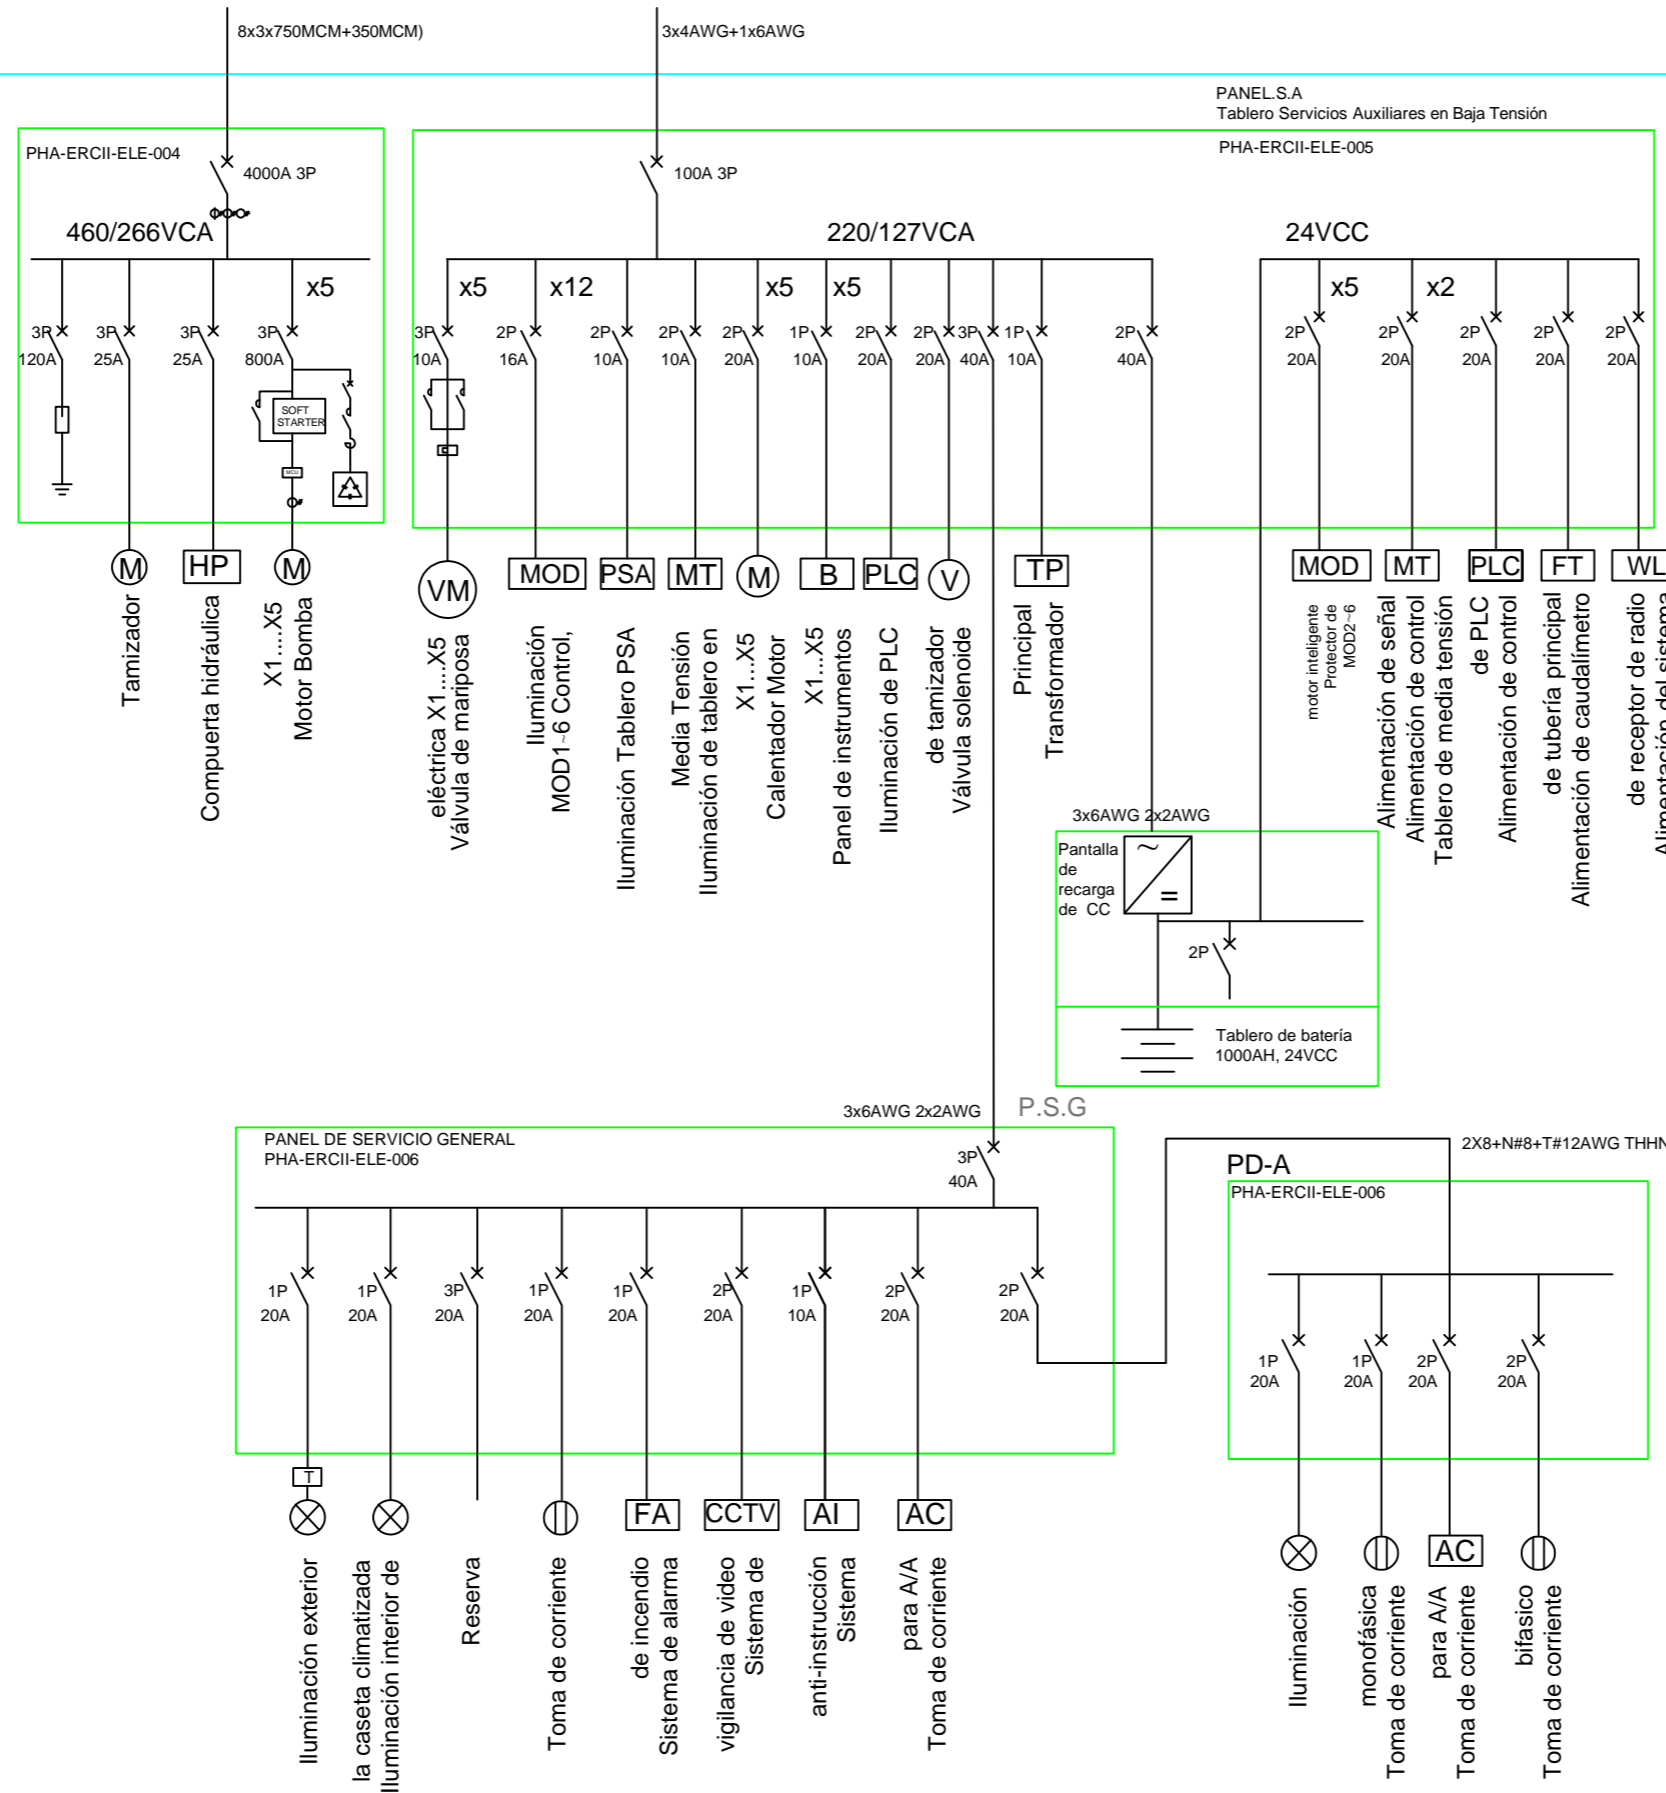 8x3x750MCM+350MCM)
3x4AWG+1x6AWG
PANEL.S.A
Tablero Servicios Auxiliares en Baja Tensión
PHA-ERCII-ELE-004
4000A 3P
460/266VCA
x5
3P
120A
3P
25A
3P
25A
3P
800A
SOFT
STARTER
MCU
M
HP
M
Tamizador
Compuerta hidráulica
X1....X5
Motor Bomba
PHA-ERCII-ELE-005
100A 3P
220/127VCA
24VCC
x5
x12
x5
x5
x5
x2
3P
10A
2P
16A
2P
10A
2P
10A
2P
20A
1P
10A
2P
20A
2P
20A
3P
40A
1P
10A
2P
40A
2P
20A
2P
20A
2P
20A
2P
20A
2P
20A
VM
MOD
PSA
MT
M
B
PLC
V
TP
MOD
MT
PLC
FT
WL
eléctrica X1....X5
Válvula de mariposa
Iluminación
MOD1~6 Control,
Iluminación Tablero PSA
Media Tensión
Iluminación de tablero en
X1...X5
Calentador Motor
X1...X5
Panel de instrumentos
Iluminación de PLC
de tamizador
Válvula solenoide
Principal
Transformador
motor inteligente
Protector de
MOD2~6
Alimentación de señal
Alimentación de control
Tablero de media tensión
de PLC
Alimentación de control
de tubería principal
Alimentación de caudalímetro
de receptor de radio
Alimentación del sistema
3x6AWG 2x2AWG
Pantalla
de
recarga
de CC
~
=
2P
Tablero de batería
1000AH, 24VCC
3x6AWG 2x2AWG
P.S.G
PANEL DE SERVICIO GENERAL
PHA-ERCII-ELE-006
3P
40A
1P
20A
1P
20A
3P
20A
1P
20A
1P
20A
2P
20A
1P
10A
2P
20A
2P
20A
T
FA
CCTV
AI
AC
Iluminación exterior
la caseta climatizada
Iluminación interior de
Reserva
Toma de corriente
de incendio
Sistema de alarma
vigilancia de video
Sistema de
anti-instrucción
Sistema
para A/A
Toma de corriente
2X8+N#8+T#12AWG THHN
PD-A
PHA-ERCII-ELE-006
1P
20A
1P
20A
2P
20A
2P
20A
AC
Iluminación
monofásica
Toma de corriente
para A/A
Toma de corriente
bifasico
Toma de corriente